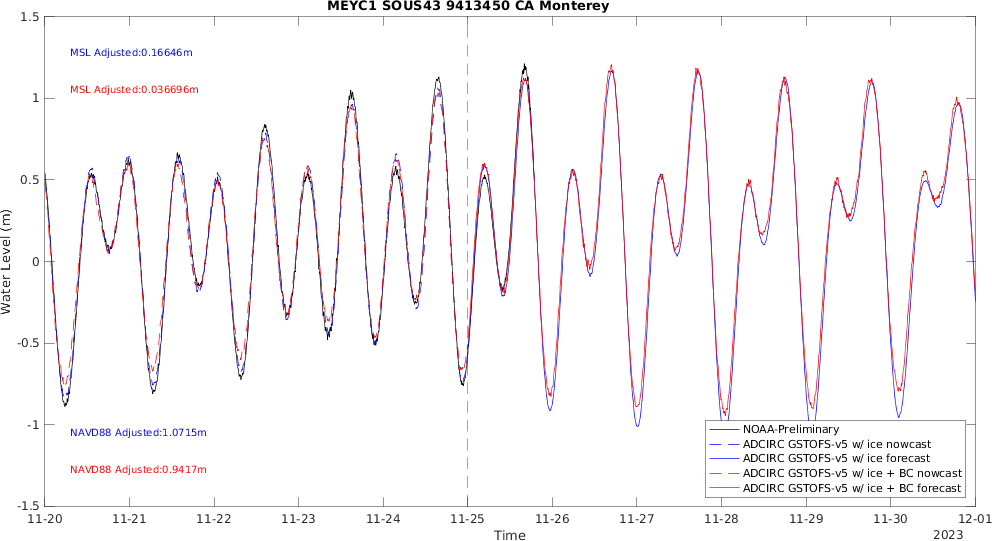 MEYC1 SOUS43 9413450 CA Monterey
1.5
1
0.5
0
-0.5
-1
-1.5
Water Level (m)
MSL Adjusted:0.16646m
MSL Adjusted:0.036696m
NAVD88 Adjusted:1.0715m
NAVD88 Adjusted:0.9417m
NOAA-Preliminary
ADCIRC GSTOFS-v5 w/ ice nowcast
ADCIRC GSTOFS-v5 w/ ice forecast
ADCIRC GSTOFS-v5 w/ ice + BC nowcast
ADCIRC GSTOFS-v5 w/ ice + BC forecast
11-20 11-21 11-22 11-23 11-24 11-25 11-26 11-27 11-28 11-29 11-30 12-01
Time
2023